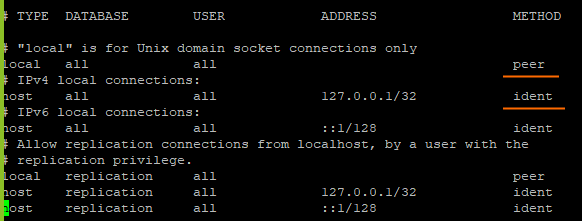 # TYPE  DATABASE        USER            ADDRESS                 METHOD
# "local" is for Unix domain socket connections only
local   all             all                                     peer
# IPv4 local connections:
host    all             all             127.0.0.1/32            ident
# IPv6 local connections:
host    all             all             ::1/128                 ident
# Allow replication connections from localhost, by a user with the
# replication privilege.
local   replication     all                                     peer
host    replication     all             127.0.0.1/32            ident
host    replication     all             ::1/128                 ident